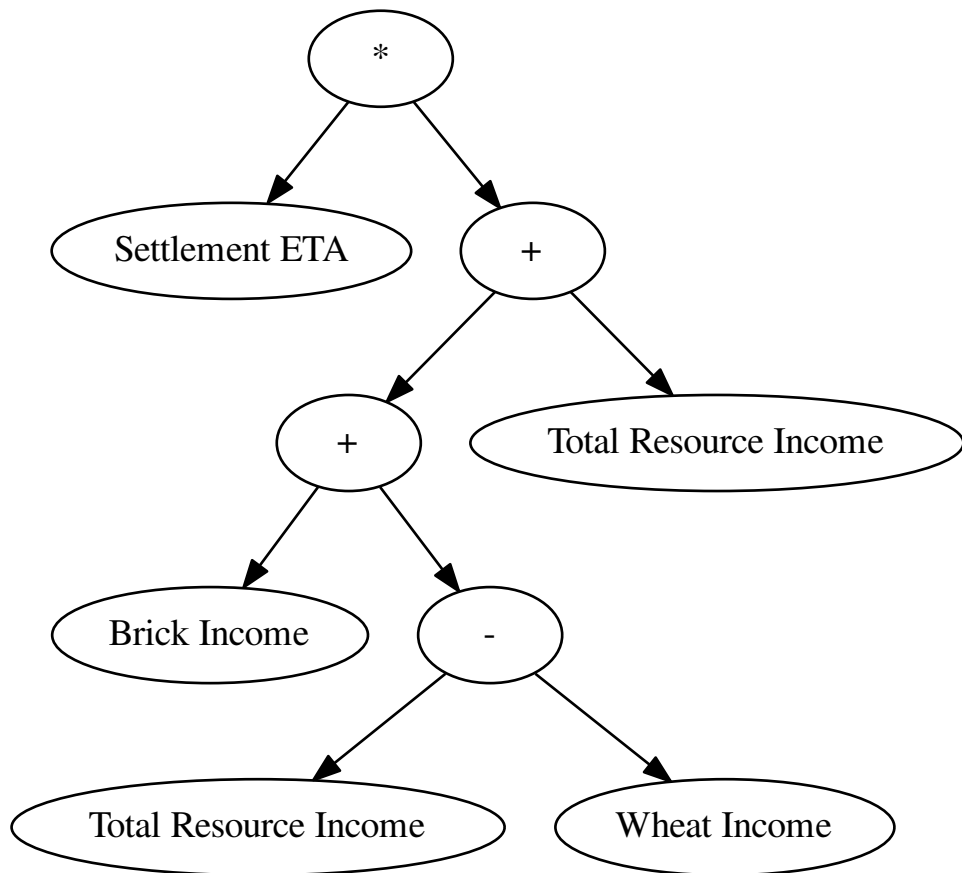 *
Settlement ETA
+
+
Total Resource Income
Brick Income
-
Total Resource Income
Wheat Income